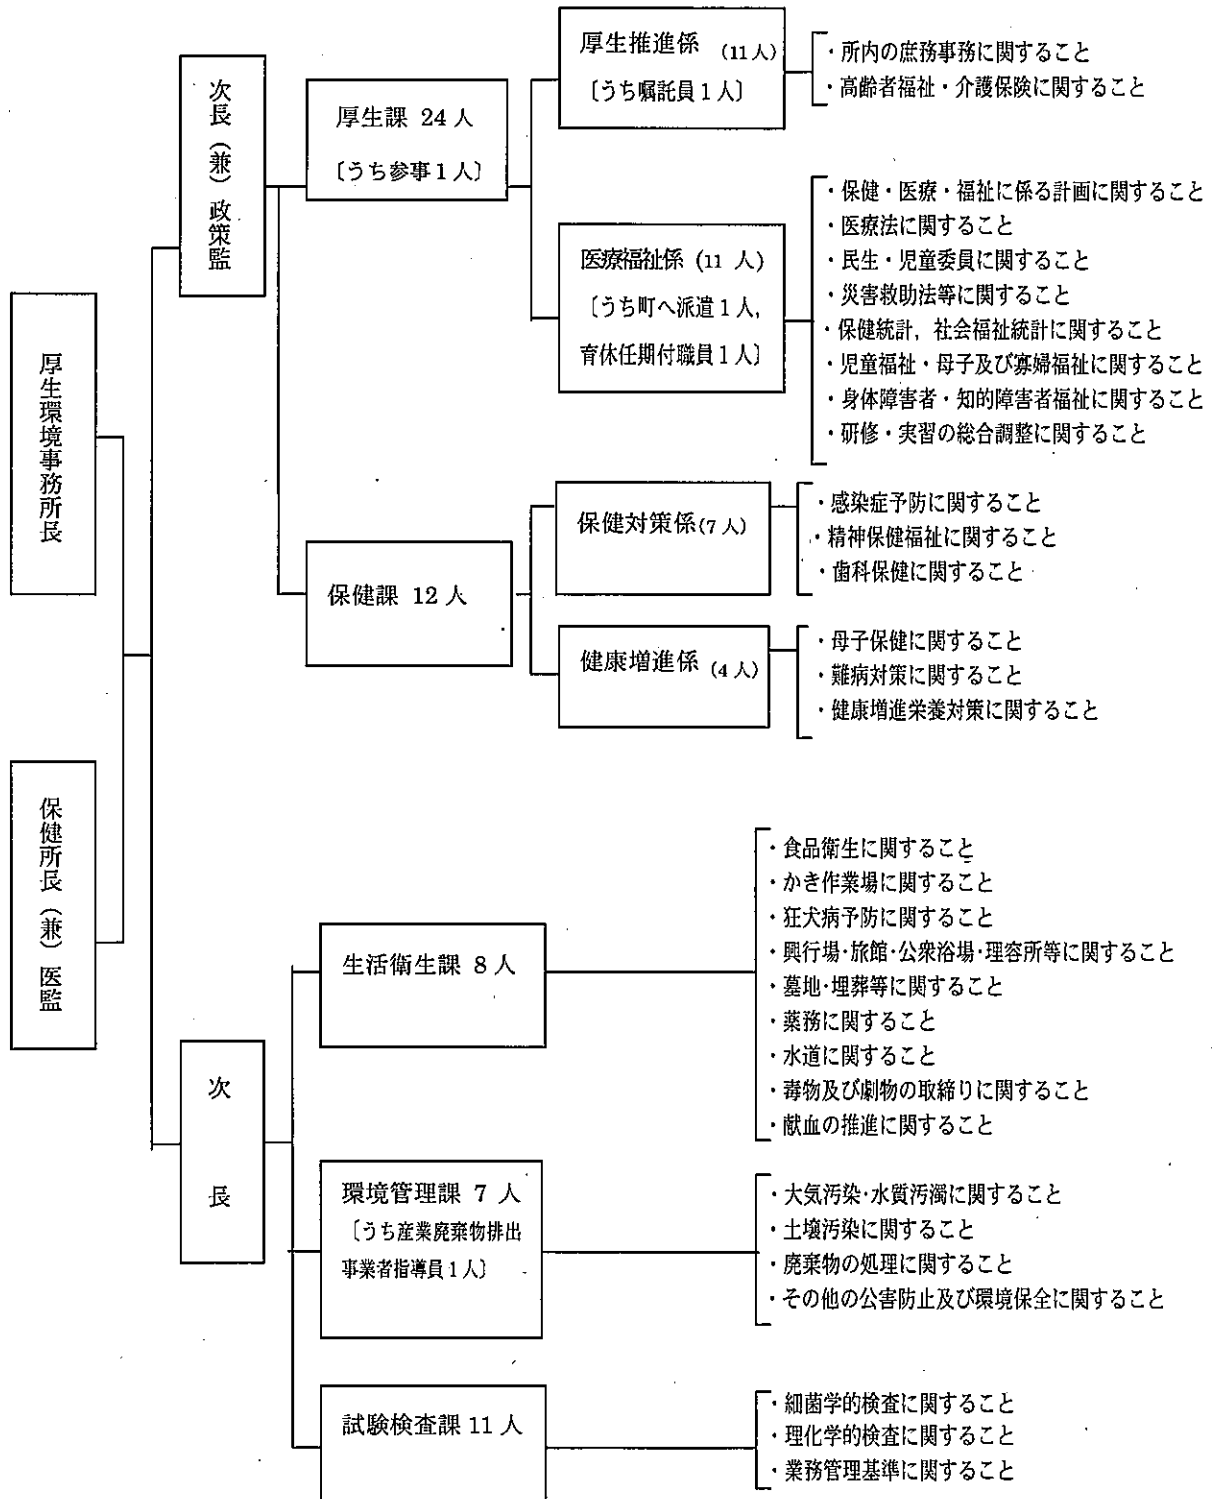 厚生環境事務所長
保健所長（兼）医監
次長（兼）政策監
厚生課 24人
〔うち参事1人〕
厚生推進係 (11人)
〔うち嘱託員1人〕
・所内の庶務事務に関すること
・高齢者福祉・介護保険に関すること
医療福祉係 (11 人)
〔うち町へ派遣1人,
育休任期付職員1人〕
・保健・医療・福祉に係る計画に関すること
・医療法に関すること
・民生・児童委員に関すること
・災害救助法等に関すること
・保健統計, 社会福祉統計に関すること
・児童福祉・母子及び寡婦福祉に関すること
・身体障害者・知的障害者福祉に関すること
・研修・実習の総合調整に関すること
保健課 12人
保健対策係(7人)
・感染症予防に関すること
・精神保健福祉に関すること
・歯科保健に関すること
健康増進係 (4人)
・母子保健に関すること
・難病対策に関すること
・健康増進栄養対策に関すること
次長
生活衛生課 8人
・食品衛生に関すること
・かき作業場に関すること
・狂犬病予防に関すること
・興行場・旅館・公衆浴場・理容所等に関すること
・墓地・埋葬等に関すること
・薬務に関すること
・水道に関すること
・毒物及び劇物の取締りに関すること
・献血の推進に関すること
環境管理課 7人
〔うち産業廃棄物排出
事業者指導員1人〕
・大気汚染・水質汚濁に関すること
・土壌汚染に関すること
・廃棄物の処理に関すること
・その他の公害防止及び環境保全に関すること
試験検査課 11人
・細菌学的検査に関すること
・理化学的検査に関すること
・業務管理基準に関すること